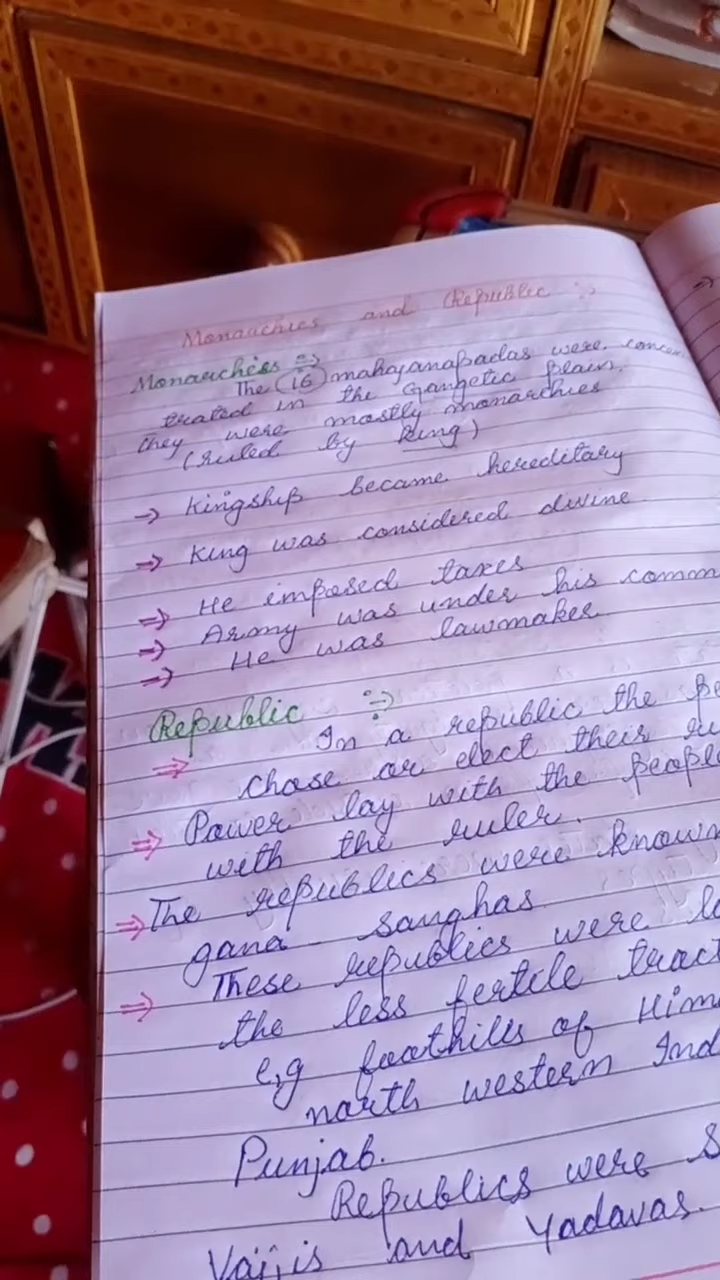 Monarchies and Republic :-
Monarchies ⇒
The (16) mahajanapadas were concen
trated in the Gangetic plain.
They were mostly monarchies
(ruled by king)
→ Kingship became hereditary
⇒ King was considered divine
⇒ He imposed taxes
⇒ Army was under his comm
⇒ He was lawmaker
Republic ÷>
⇒ In a republic the pe
chose or elect their ru
⇒ Power lay with the people
with the ruler.
⇒ The republics were known
gana - sanghas
⇒ These republics were lo
the less fertile tract
e,g foothills of Him
north western Ind
Punjab.
Republics were S
Vajjis and Yadavas.